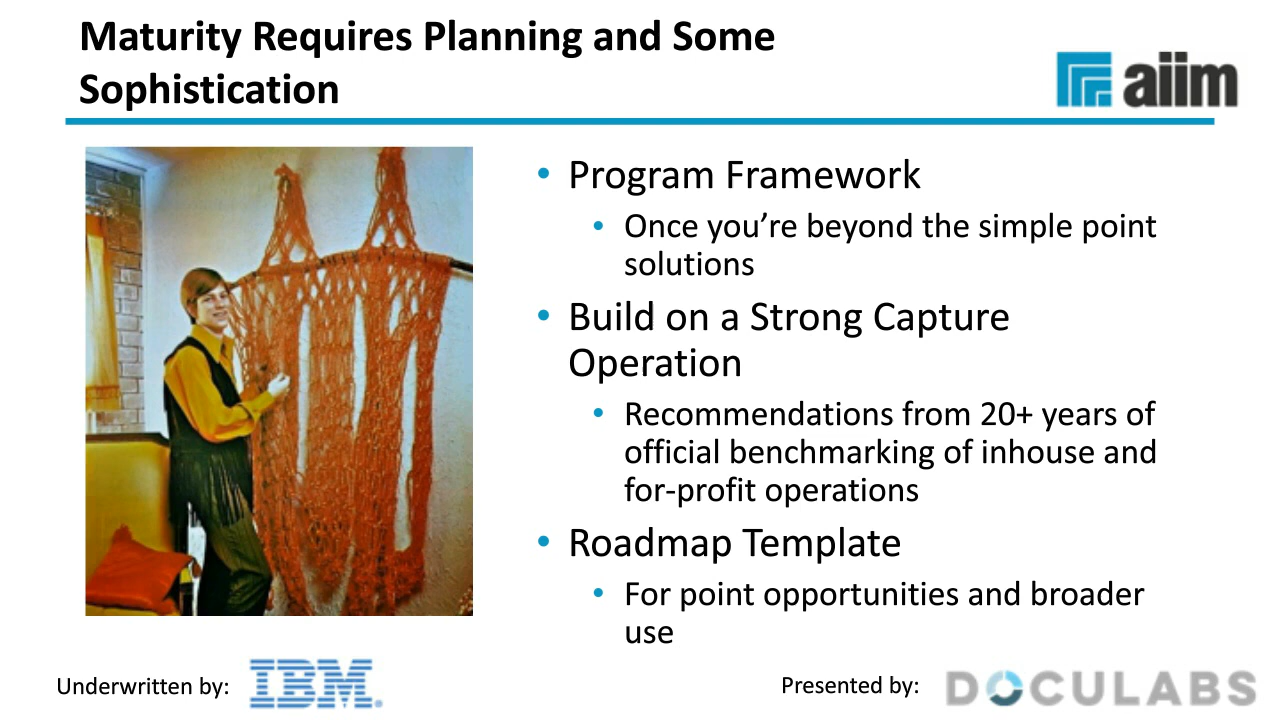 Maturity Requires Planning and Some
Sophistication
aiim
• Program Framework
• Once you’re beyond the simple point
solutions
• Build on a Strong Capture
Operation
• Recommendations from 20+ years of
official benchmarking of inhouse and
for-profit operations
• Roadmap Template
• For point opportunities and broader
use
Underwritten by: IBM®
Presented by: DOCULABS